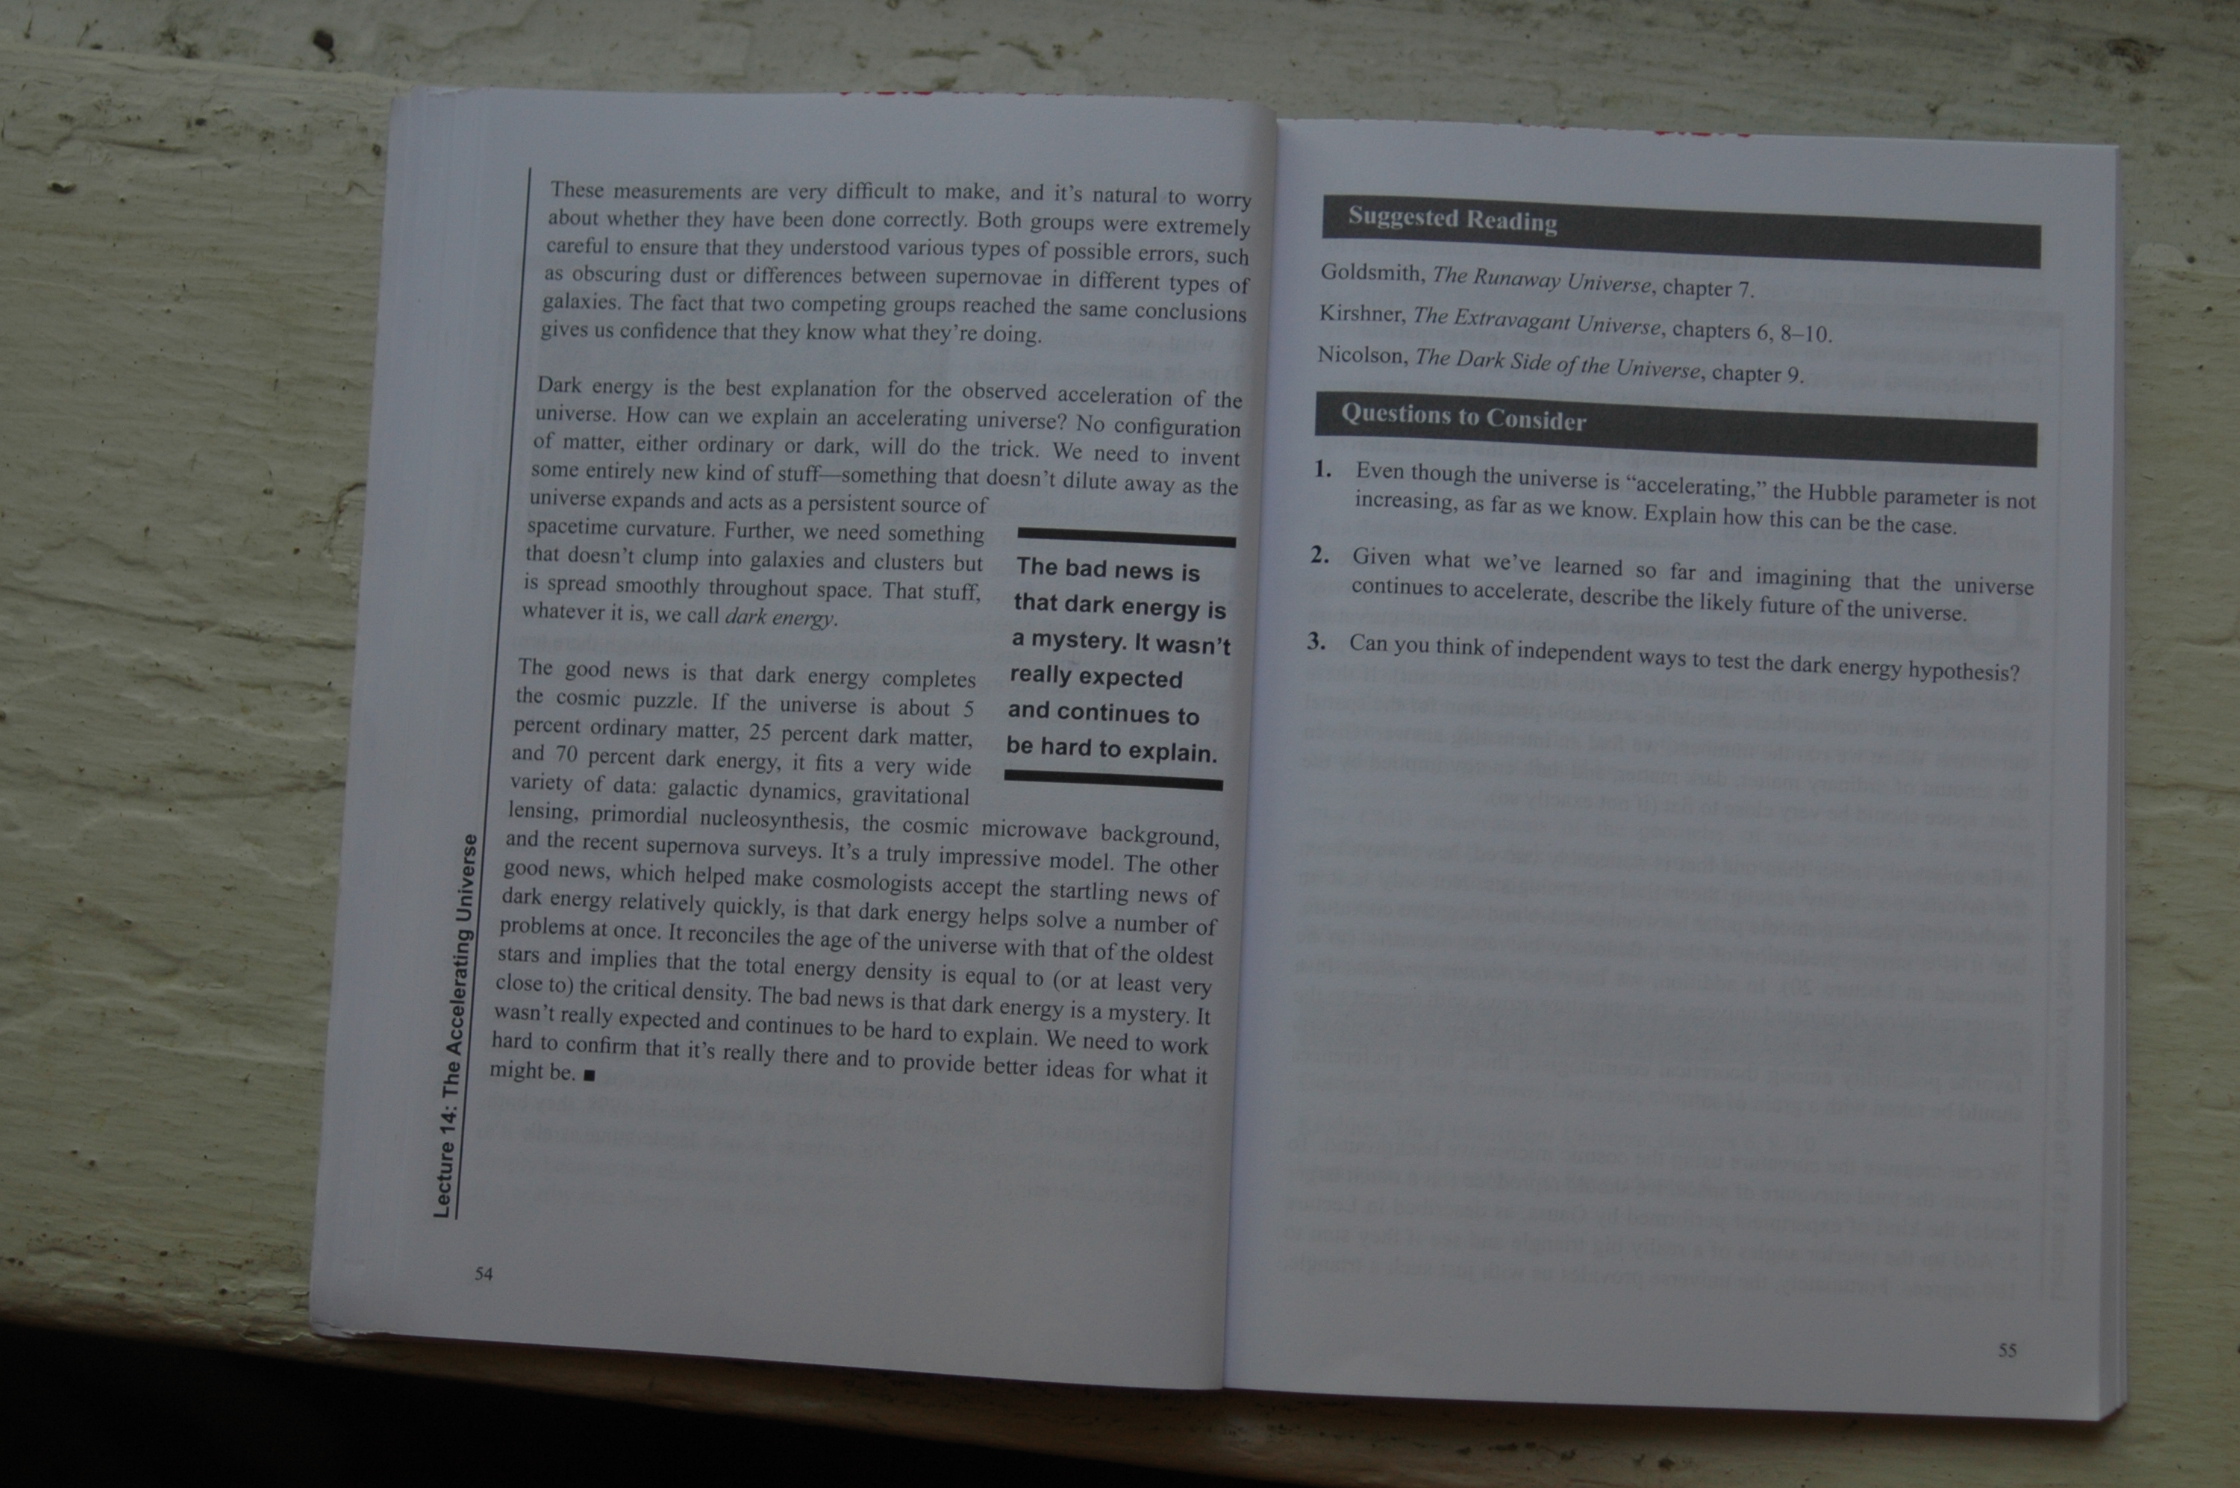 These measurements are very difficult to make, and it's natural to worry
about whether they have been done correctly. Both groups were extremely
careful to ensure that they understood various types of possible errors, such
as obscuring dust or differences between supernovae in different types of
galaxies. The fact that two competing groups reached the same conclusions
gives us confidence that they know what they're doing.
Dark energy is the best explanation for the observed acceleration of the
universe. How can we explain an accelerating universe? No configuration
of matter, either ordinary or dark, will do the trick. We need to invent
some entirely new kind of stuff—something that doesn't dilute away as the
universe expands and acts as a persistent source of
spacetime curvature. Further, we need something
that doesn't clump into galaxies and clusters but
is spread smoothly throughout space. That stuff,
whatever it is, we call dark energy.
The bad news is
that dark energy is
a mystery. It wasn't
really expected
and continues to
be hard to explain.
The good news is that dark energy completes
the cosmic puzzle. If the universe is about 5
percent ordinary matter, 25 percent dark matter,
and 70 percent dark energy, it fits a very wide
variety of data: galactic dynamics, gravitational
lensing, primordial nucleosynthesis, the cosmic microwave background,
and the recent supernova surveys. It's a truly impressive model. The other
good news, which helped make cosmologists accept the startling news of
dark energy relatively quickly, is that dark energy helps solve a number of
problems at once. It reconciles the age of the universe with that of the oldest
stars and implies that the total energy density is equal to (or at least very
close to) the critical density. The bad news is that dark energy is a mystery. It
wasn't really expected and continues to be hard to explain. We need to work
hard to confirm that it's really there and to provide better ideas for what it
might be. ■
Lecture 14: The Accelerating Universe
54
Suggested Reading
Goldsmith, The Runaway Universe, chapter 7.
Kirshner, The Extravagant Universe, chapters 6, 8–10.
Nicolson, The Dark Side of the Universe, chapter 9.
Questions to Consider
1. Even though the universe is “accelerating,” the Hubble parameter is not
increasing, as far as we know. Explain how this can be the case.
2. Given what we've learned so far and imagining that the universe
continues to accelerate, describe the likely future of the universe.
3. Can you think of independent ways to test the dark energy hypothesis?
55